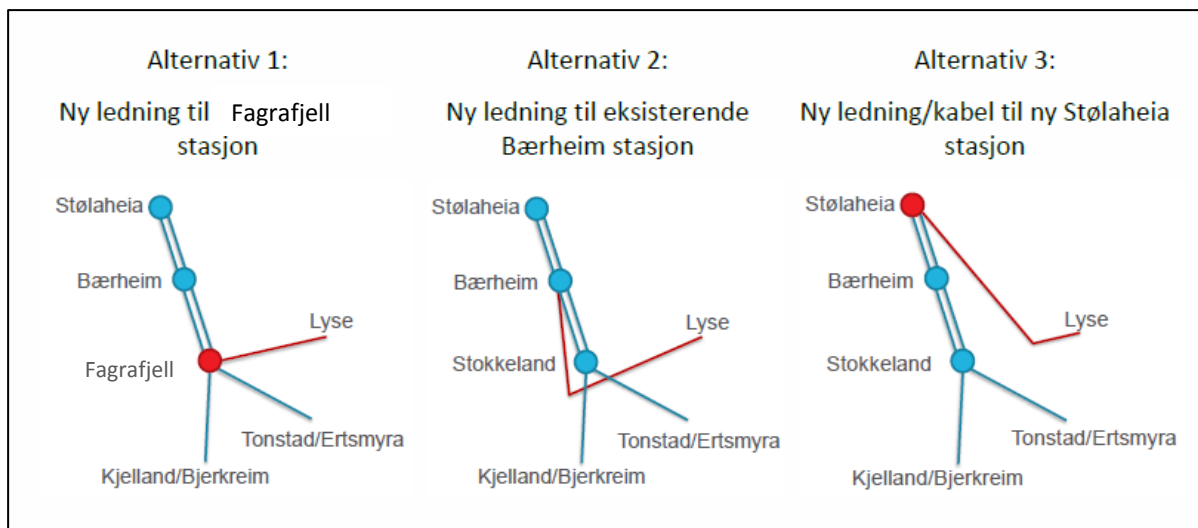 Alternativ 1:
Ny ledning til Fagrafjell
stasjon
Stølaheia
Bærheim
Lyse
Fagrafjell
Tonstad/Ertsmyra
Kjelland/Bjerkreim
Alternativ 2:
Ny ledning til eksisterende
Bærheim stasjon
Stølaheia
Bærheim
Lyse
Stokkeland
Tonstad/Ertsmyra
Kjelland/Bjerkreim
Alternativ 3:
Ny ledning/kabel til ny Stølaheia
stasjon
Stølaheia
Bærheim
Lyse
Stokkeland
Tonstad/Ertsmyra
Kjelland/Bjerkreim